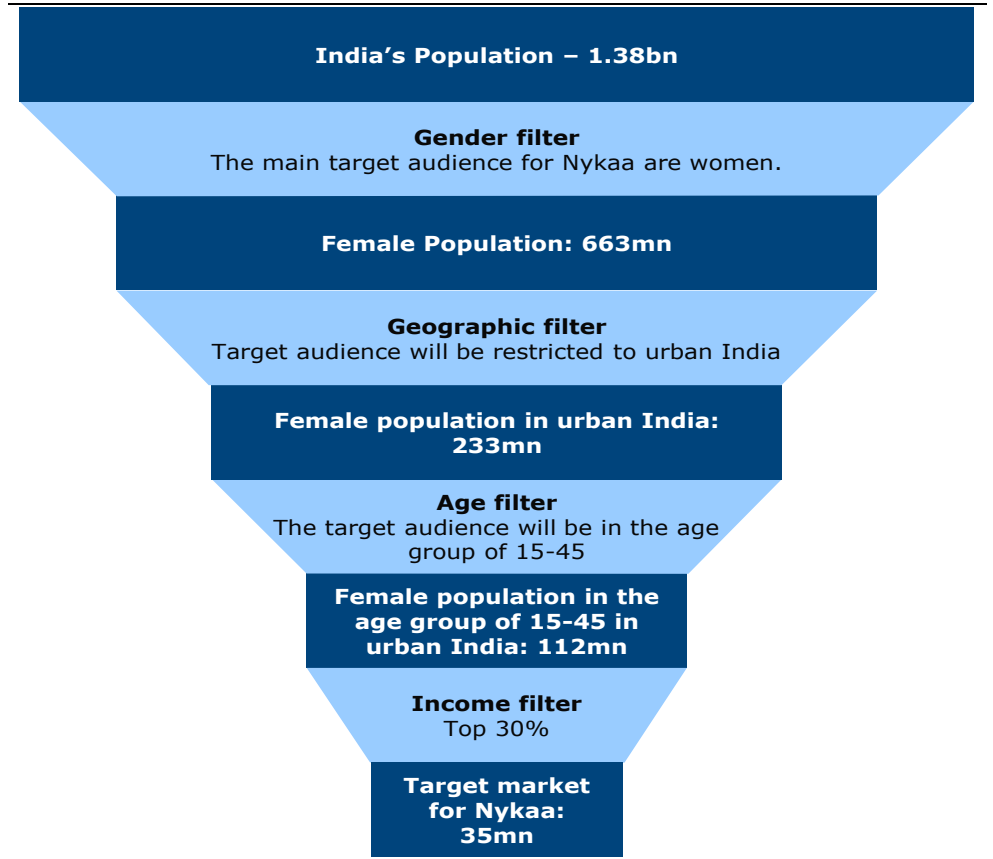 India’s Population – 1.38bn
Gender filter
The main target audience for Nykaa are women.
Female Population: 663mn
Geographic filter
Target audience will be restricted to urban India
Female population in urban India:
233mn
Age filter
The target audience will be in the age
group of 15-45
Female population in the
age group of 15-45 in
urban India: 112mn
Income filter
Top 30%
Target market
for Nykaa:
35mn